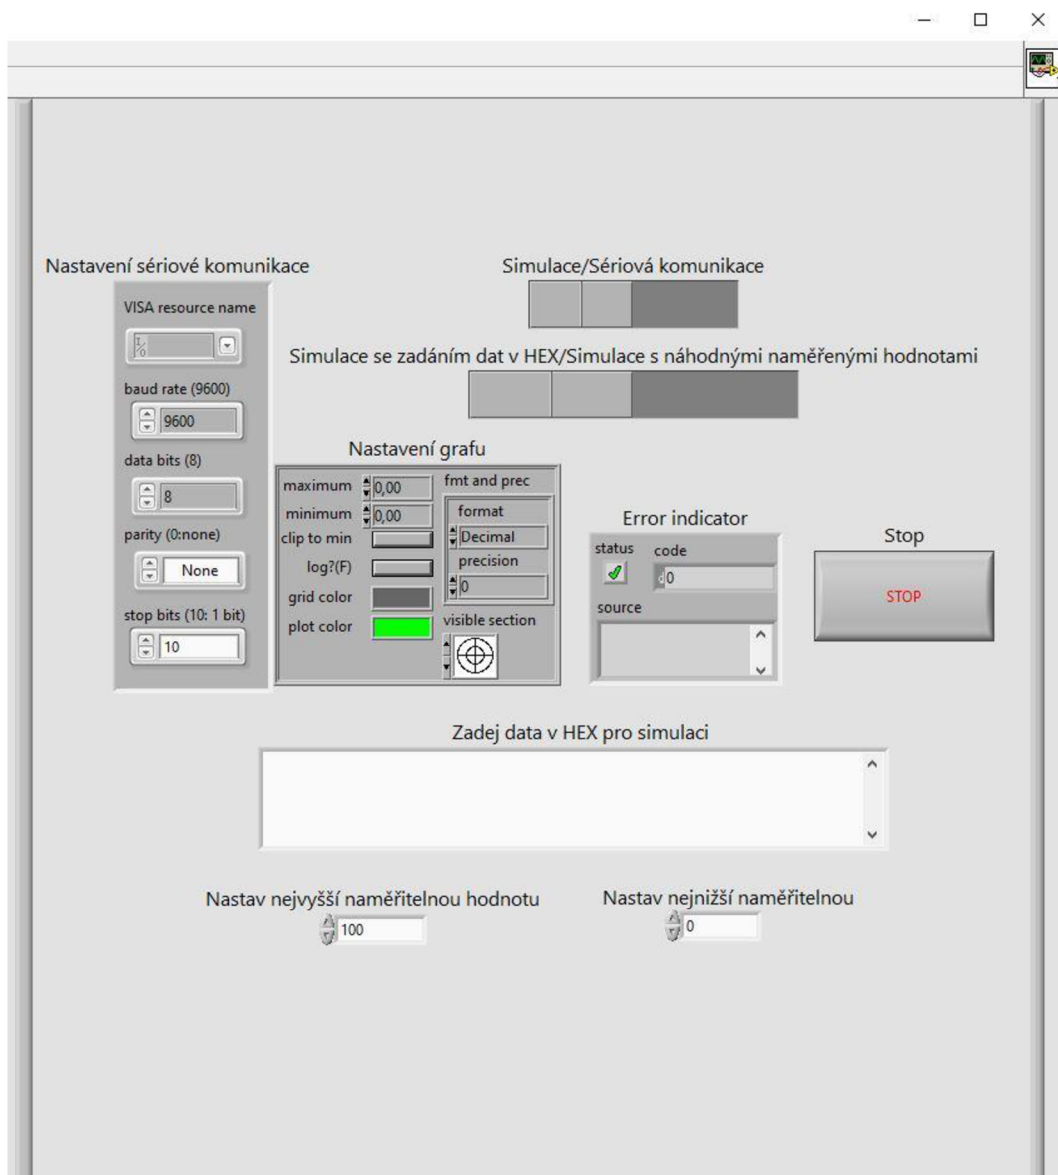 Nastavení sériové komunikace
VISA resource name
I/O
baud rate (9600)
9600
data bits (8)
8
parity (0:none)
None
stop bits (10: 1 bit)
10
Simulace/Sériová komunikace
Simulace se zadáním dat v HEX/Simulace s náhodnými naměřenými hodnotami
Nastavení grafu
maximum 0,00
minimum 0,00
clip to min
log?(F)
grid color
plot color
fmt and prec
format
Decimal
precision
0
visible section
Error indicator
status code
0
source
Stop
STOP
Zadej data v HEX pro simulaci
Nastav nejvyšší naměřitelnou hodnotu
100
Nastav nejnižší naměřitelnou
0